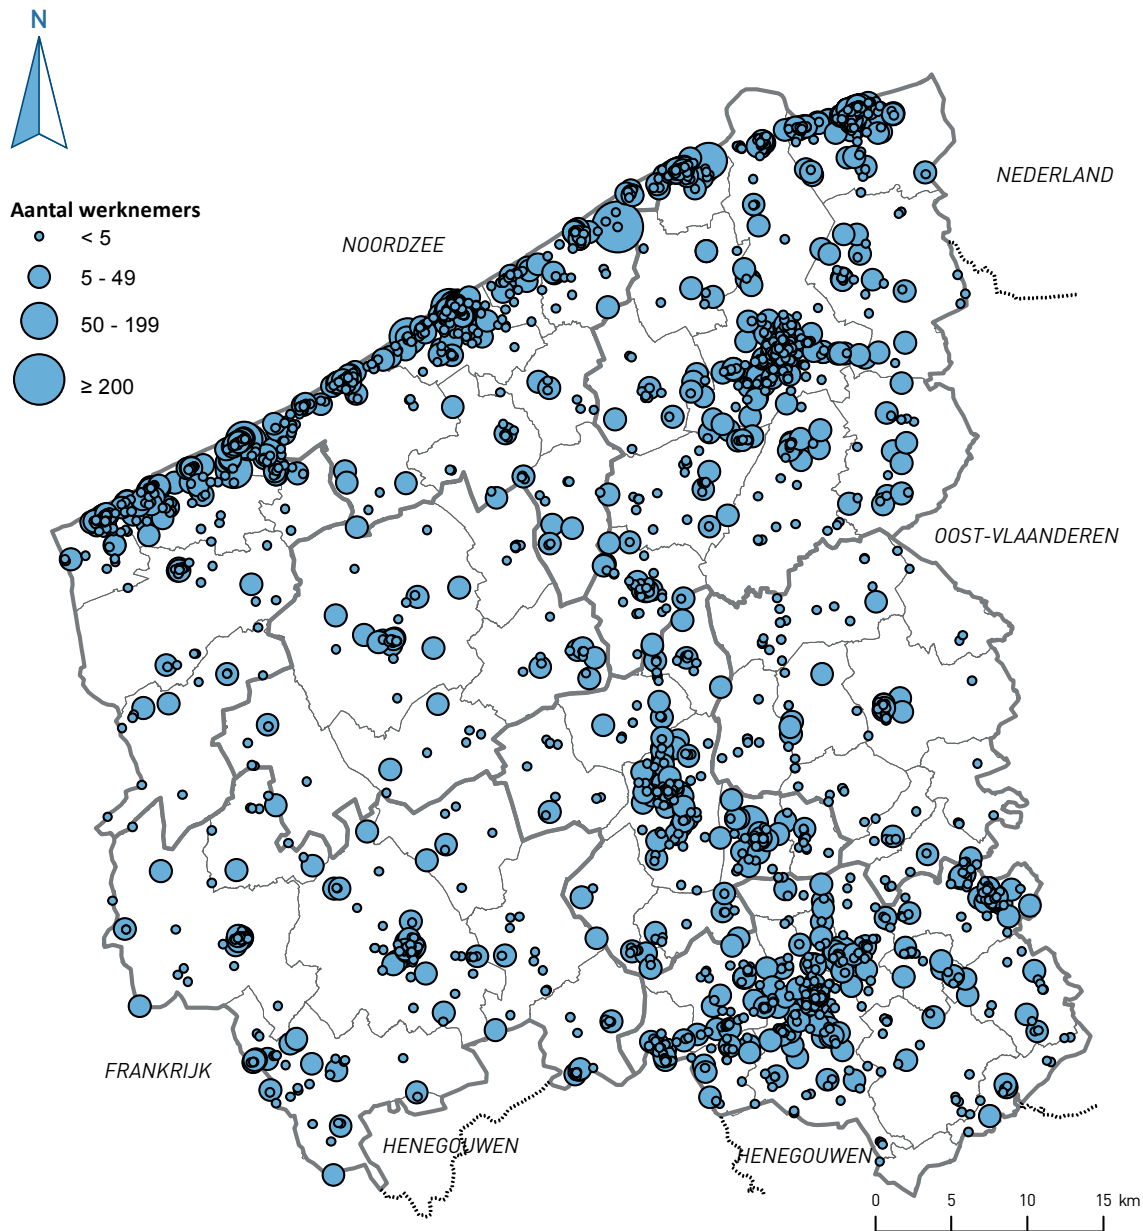 N
NOORDZEE
NEDERLAND
Aantal werknemers
< 5
5 - 49
50 - 199
≥ 200
OOST-VLAANDEREN
FRANKRIJK
HENEGOUWEN
HENEGOUWEN
0 5 10 15 km